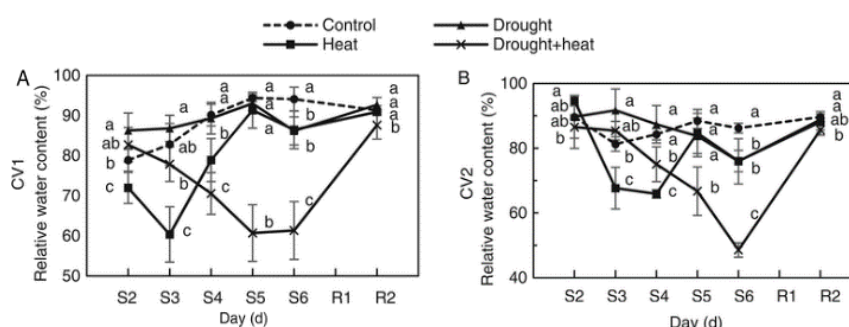 Control
Drought
Heat
Drought+heat
A
CV1
Relative water content (%)
100
90
80
70
60
50
a
ab
b
c
a
ab
b
c
a
a
b
c
a
a
a
b
a
b
b
c
a
a
a
b
S2 S3 S4 S5 S6 R1 R2
Day (d)
B
CV2
Relative water content (%)
100
80
60
40
a
ab
ab
b
a
ab
b
c
a
a
b
c
a
a
a
b
a
b
b
c
a
ab
ab
b
S2 S3 S4 S5 S6 R1 R2
Day (d)